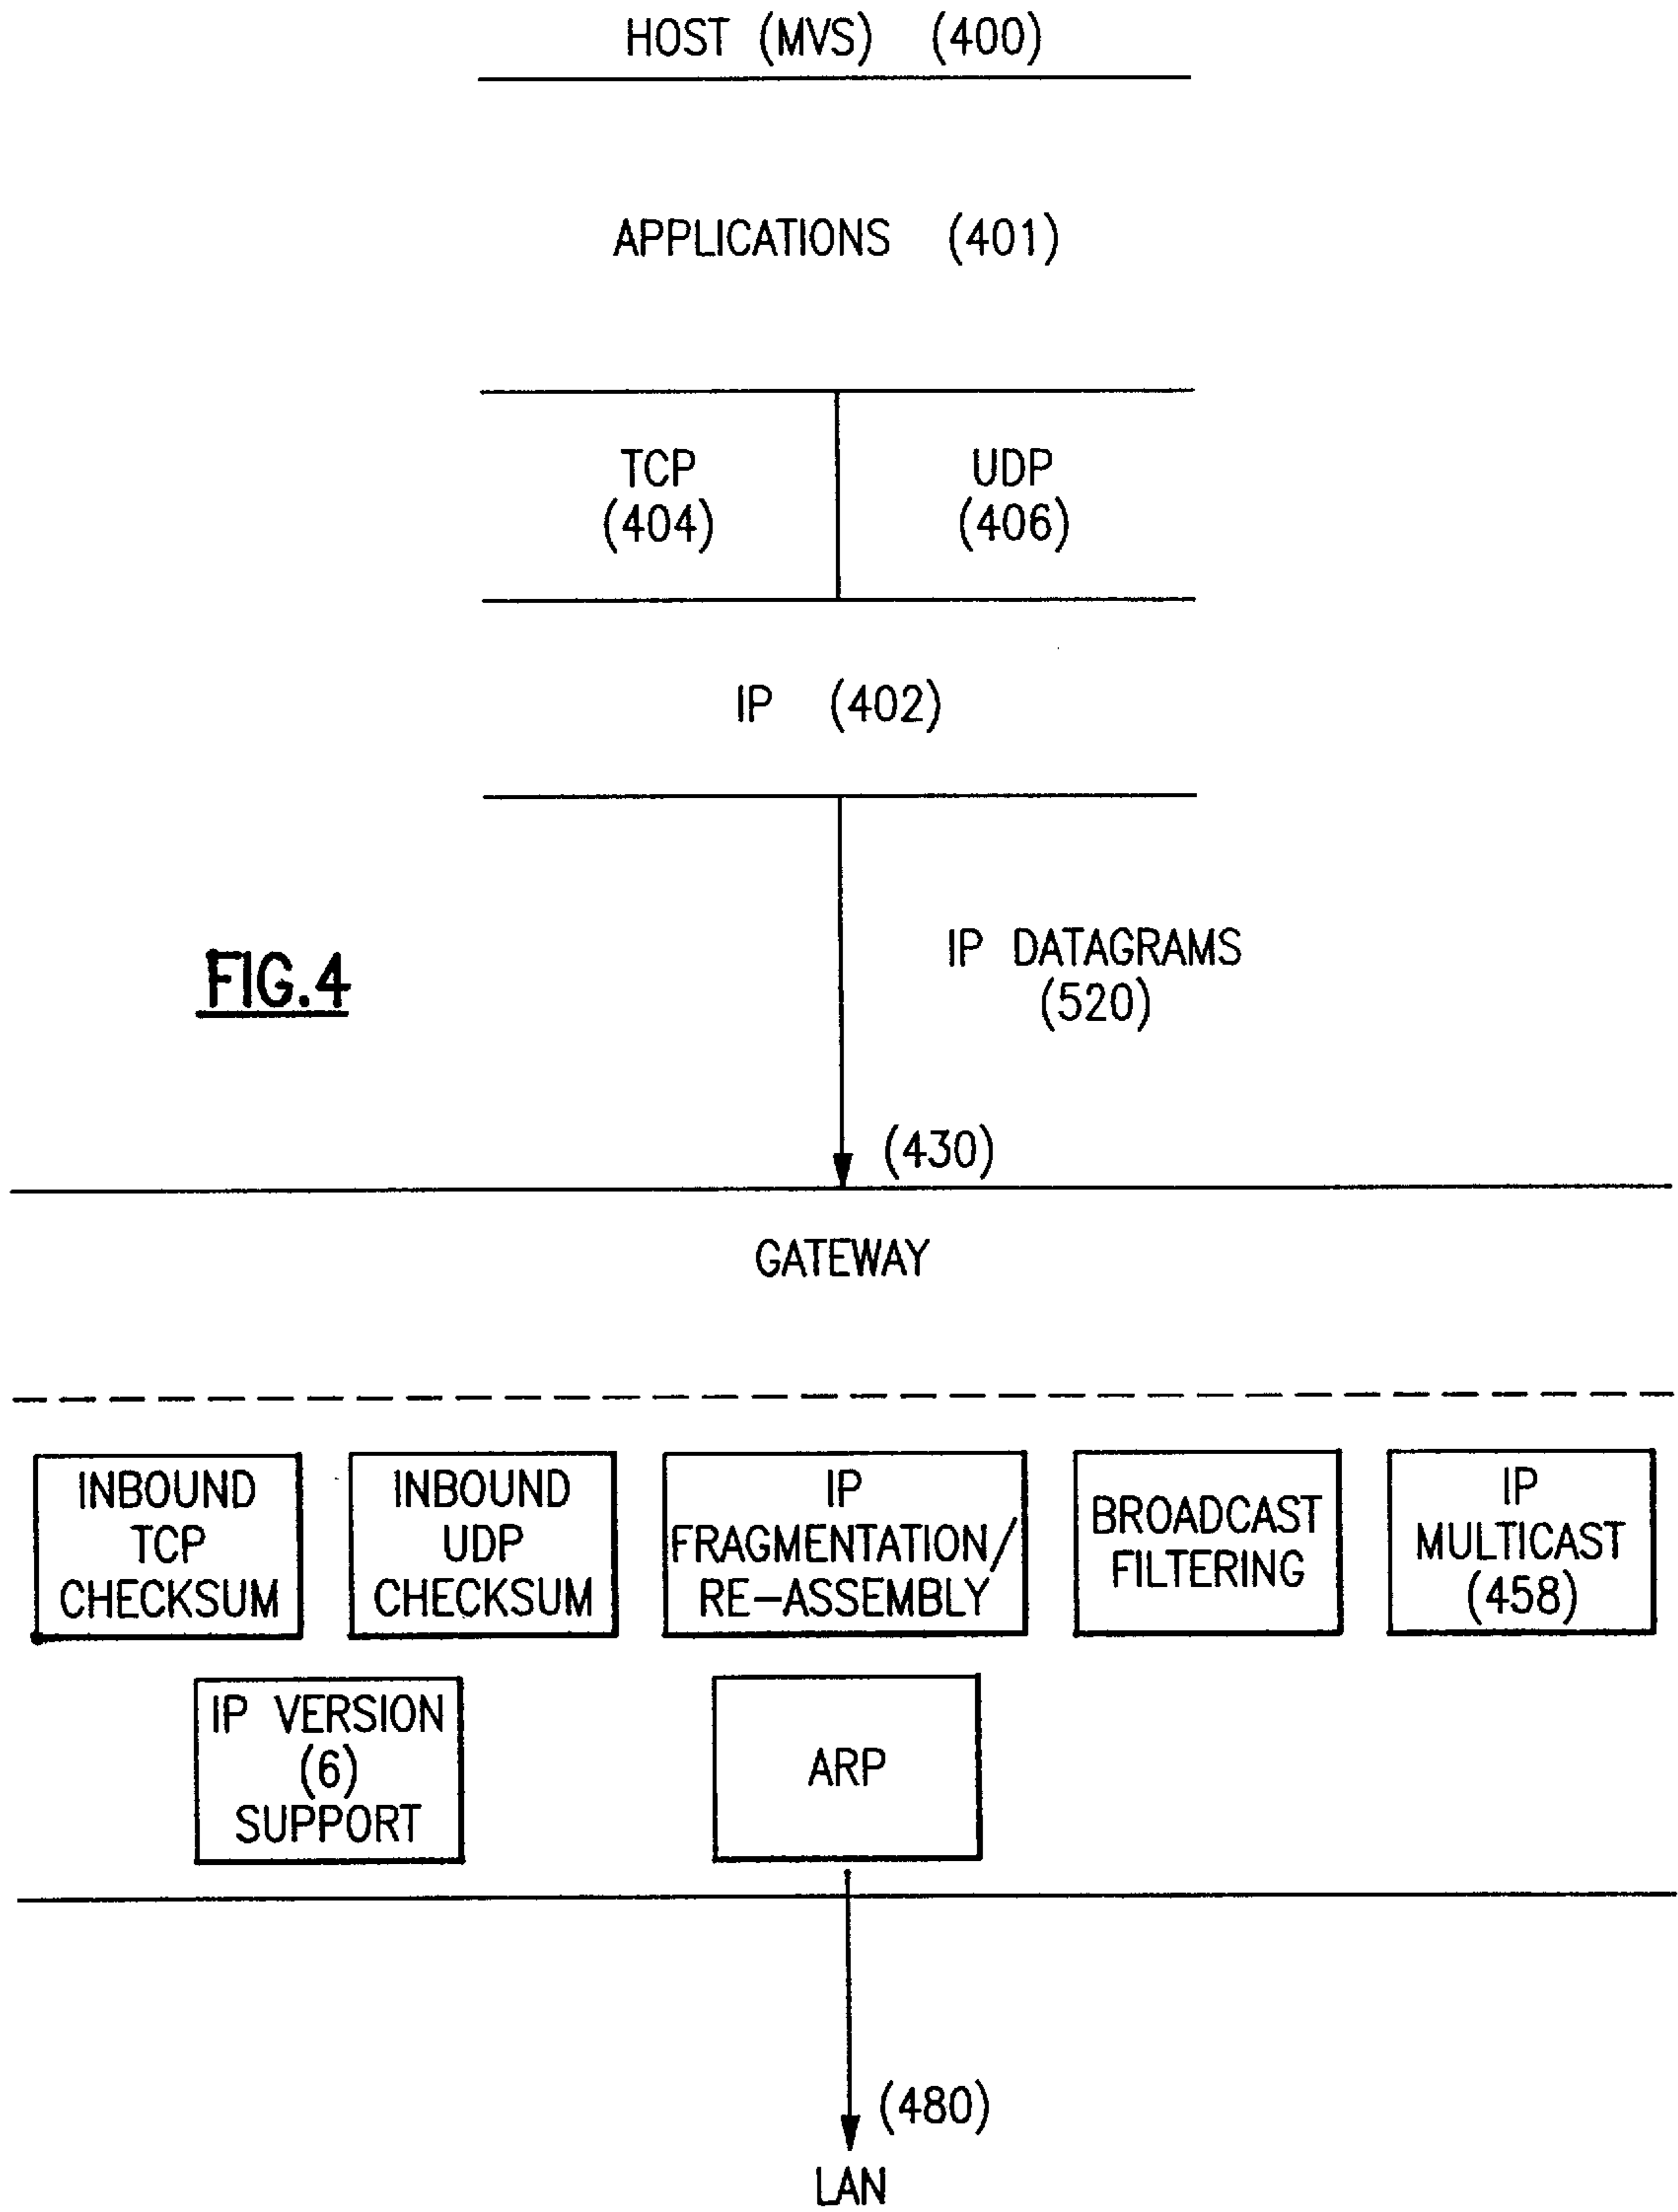 HOST (MVS) (400)
APPLICATIONS (401)
TCP
(404)
UDP
(406)
IP (402)
IP DATAGRAMS
(520)
FIG.4
(430)
GATEWAY
INBOUND
TCP
CHECKSUM
INBOUND
UDP
CHECKSUM
IP
FRAGMENTATION/
RE-ASSEMBLY
BROADCAST
FILTERING
IP
MULTICAST
(458)
IP VERSION
(6)
SUPPORT
ARP
(480)
LAN